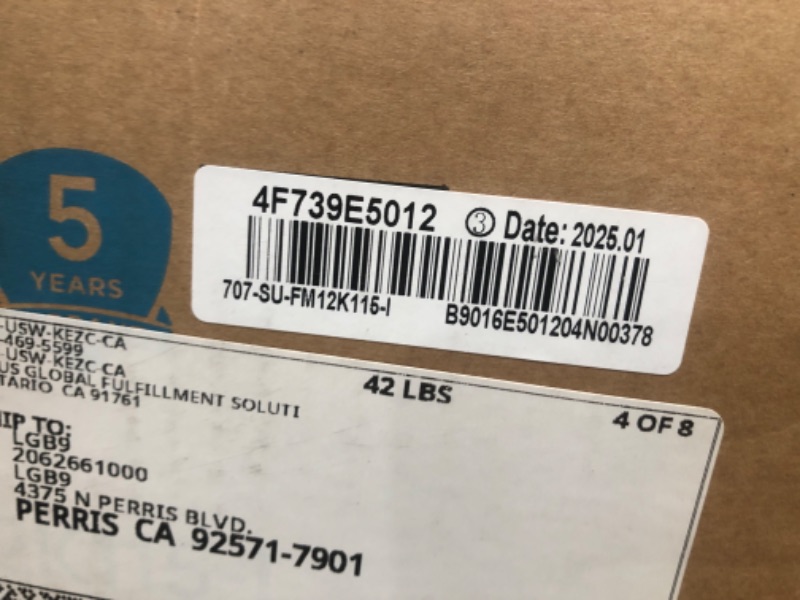 5
YEARS
4F739E5012 ③ Date: 2025.01
707-SU-FM12K115-I B9016E501204N00378
-USW-KEZC-CA
-469-5599
-USW-KEZC CA
US GLOBAL FULFILLMENT SOLUTI
TARIO CA 91761
42 LBS
4 OF 8
IP TO:
LGB9
2062661000
LGB9
4375 N PERRIS BLVD.
PERRIS CA 92571-7901